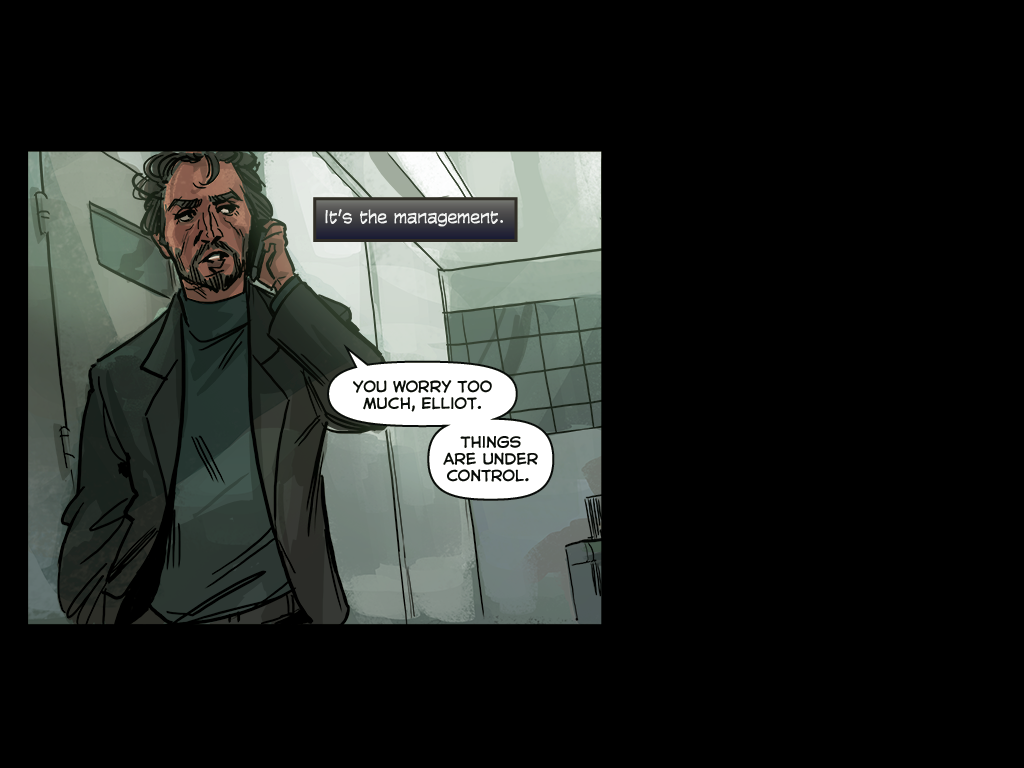 It's the management.
YOU WORRY TOO
MUCH, ELLIOT.
THINGS
ARE UNDER
CONTROL.